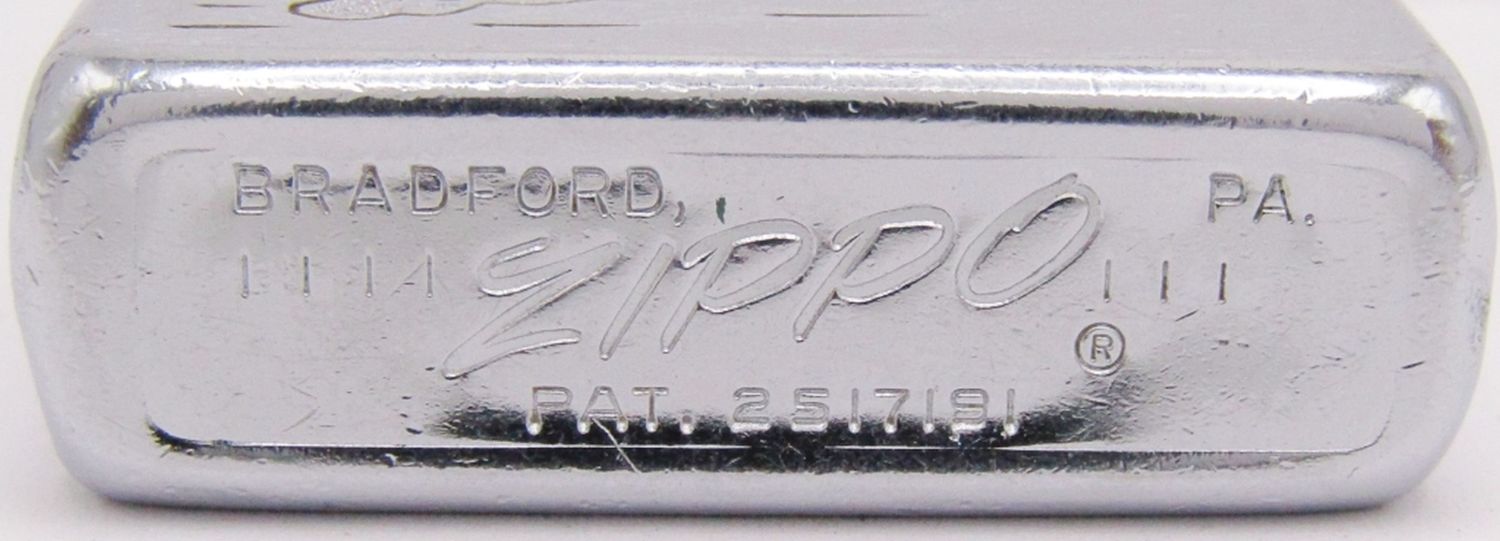 BRADFORD, PA.
|||| ZIPPO |||
®
PAT. 2517191